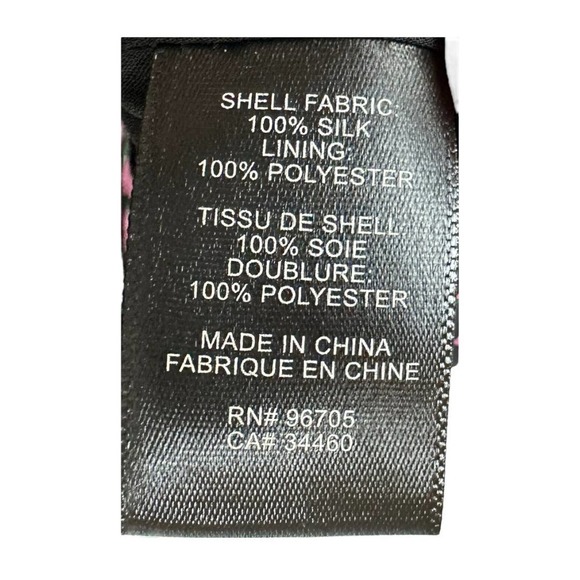 SHELL FABRIC:
100% SILK
LINING:
100% POLYESTER
TISSU DE SHELL:
100% SOIE
DOUBLURE:
100% POLYESTER
MADE IN CHINA
FABRIQUE EN CHINE
RN# 96705
CA# 34460